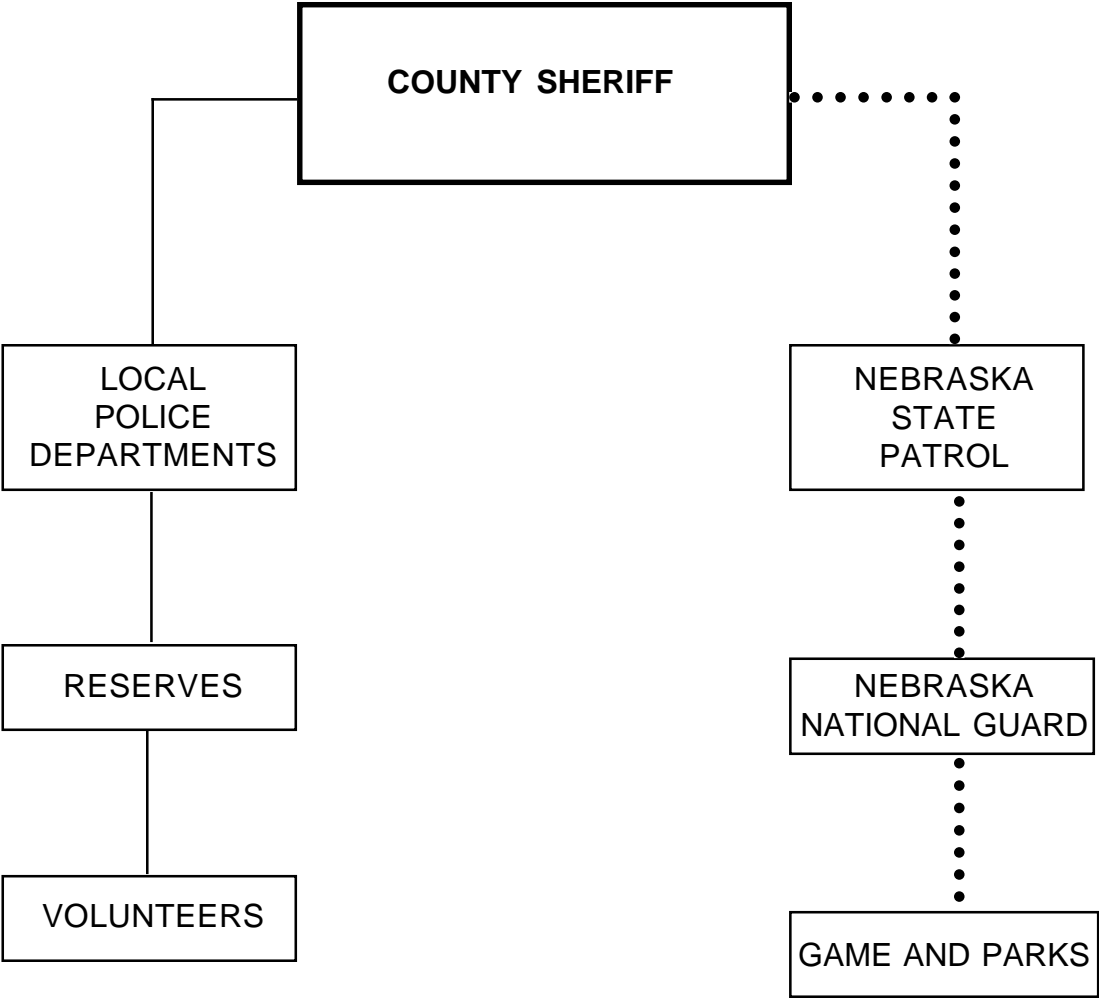 COUNTY SHERIFF
LOCAL
POLICE
DEPARTMENTS
NEBRASKA
STATE
PATROL
RESERVES
NEBRASKA
NATIONAL GUARD
VOLUNTEERS
GAME AND PARKS